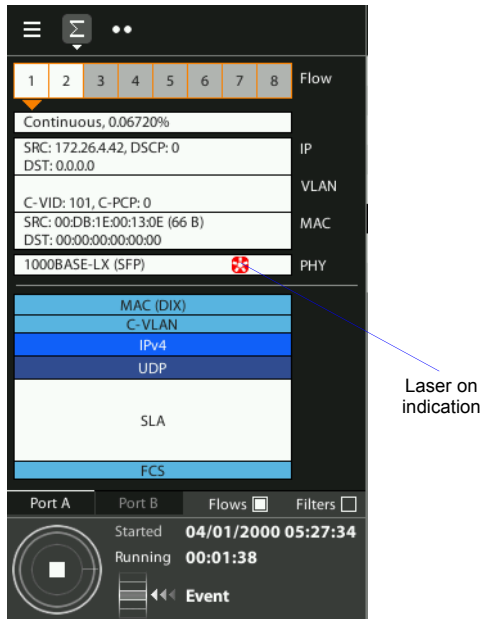 1 2 3 4 5 6 7 8 Flow
Continuous, 0.06720%
SRC: 172.26.4.42, DSCP: 0 IP
DST: 0.0.0.0
VLAN
C-VID: 101, C-PCP: 0
SRC: 00:DB:1E:00:13:0E (66 B) MAC
DST: 00:00:00:00:00:00
1000BASE-LX (SFP) PHY
MAC (DIX)
C-VLAN
IPv4
UDP
Laser on
indication
SLA
FCS
Port A Port B Flows Filters
Started 04/01/2000 05:27:34
Running 00:01:38
Event